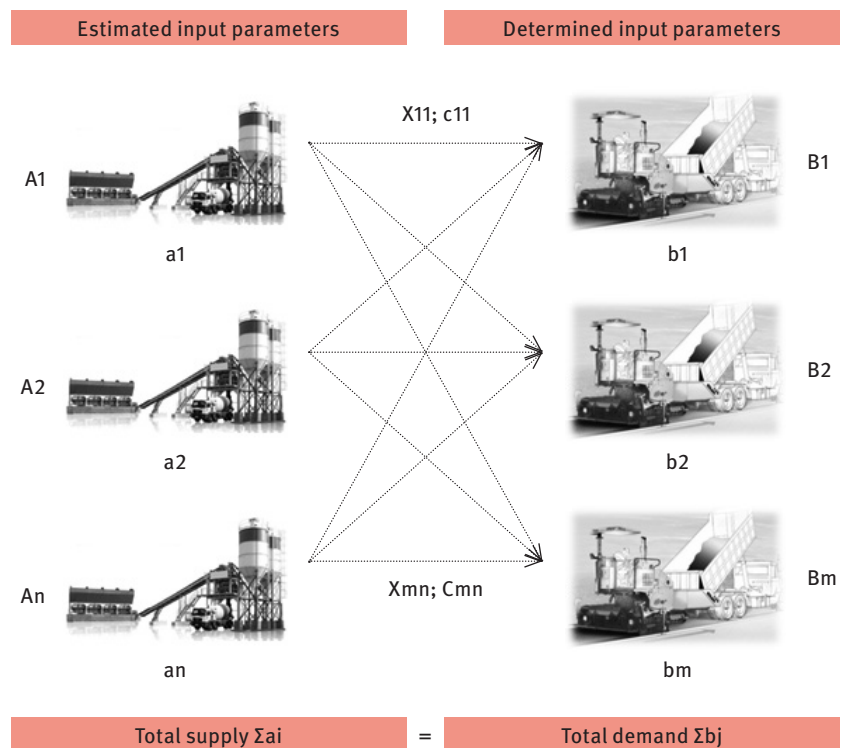 Estimated input parameters
Determined input parameters
X11; c11
A1
B1
a1
b1
A2
B2
a2
b2
An
Xmn; Cmn
Bm
an
bm
Total supply Σai = Total demand Σbj